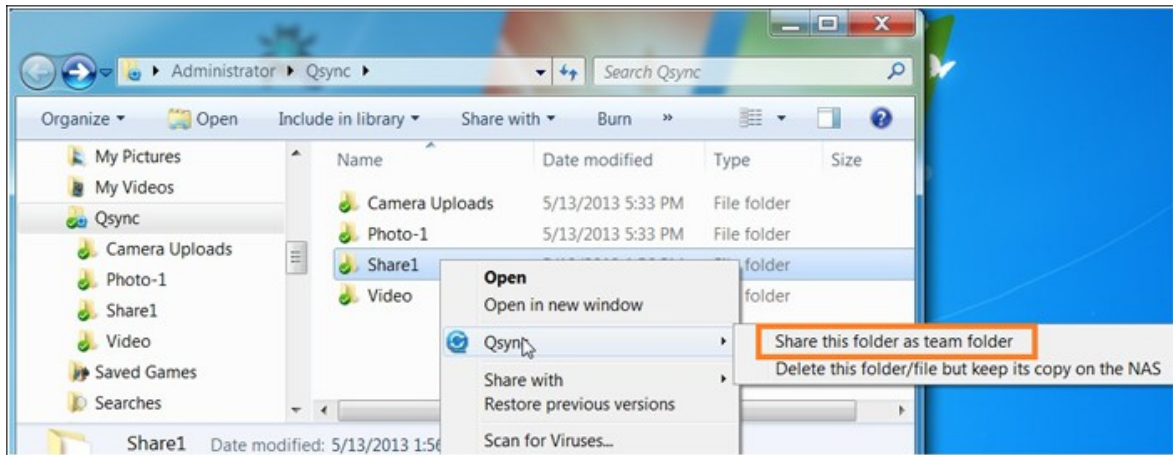 Administrator ▸ Qsync ▸ Search Qsync
Organize Open Include in library Share with Burn »
My Pictures Name Date modified Type Size
My Videos
Qsync Camera Uploads 5/13/2013 5:33 PM File folder
Camera Uploads Photo-1 5/13/2013 5:33 PM File folder
Photo-1 Share1 folder
Share1 Video folder
Video
Saved Games
Searches
Open
Open in new window
Qsync
Share with
Restore previous versions
Scan for Viruses...
Share this folder as team folder
Delete this folder/file but keep its copy on the NAS
Share1 Date modified: 5/13/2013 1:56